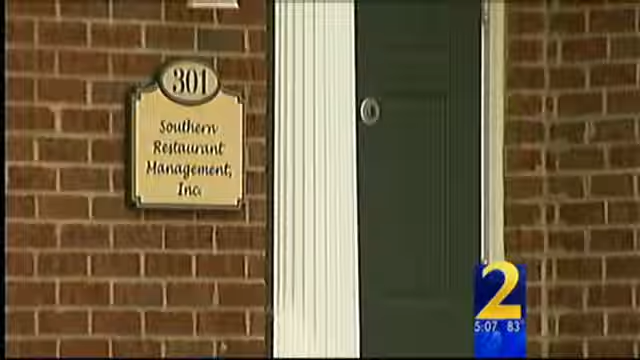 301
Southern
Restaurant
Management,
Inc.
2
5:07 83°